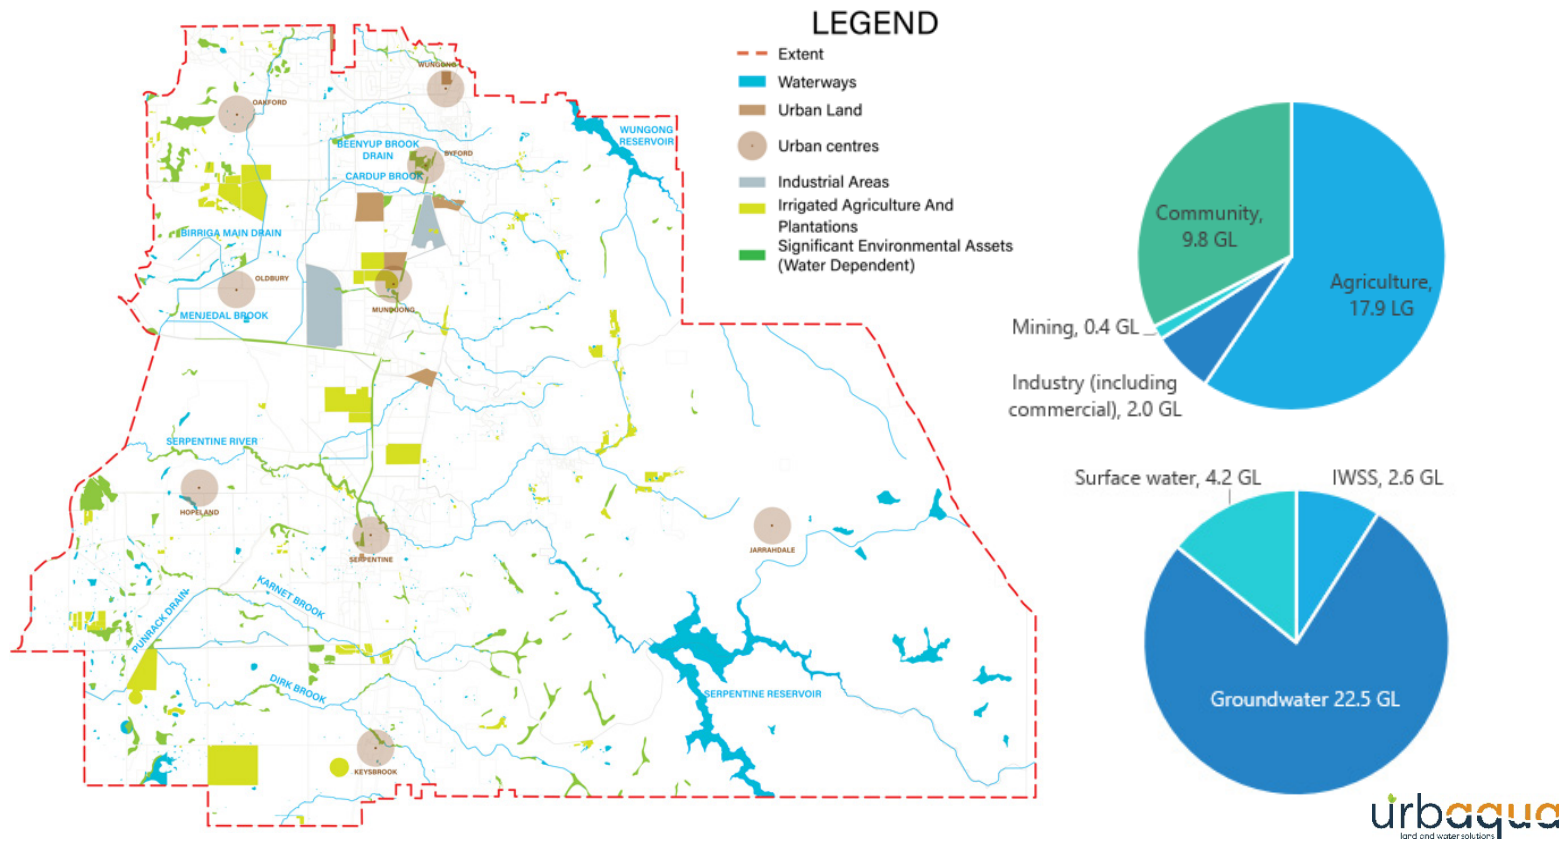 LEGEND
Extent
Waterways
Urban Land
Urban centres
Industrial Areas
Irrigated Agriculture And
Plantations
Significant Environmental Assets
(Water Dependent)
WUNGONG
OAKFORD
WUNGONG
RESERVOIR
BEENYUP BROOK
DRAIN
BYFORD
CARDUP BROOK
BIRRIGA MAIN DRAIN
OLDBURY
MENJEDAL BROOK
MUNDIJONG
SERPENTINE RIVER
HOPELAND
SERPENTINE
JARRAHDALE
KARNET BROOK
PUNRACK DRAIN
DIRK BROOK
SERPENTINE RESERVOIR
KEYSBROOK
Community,
9.8 GL
Agriculture,
17.9 LG
Mining, 0.4 GL
Industry (including
commercial), 2.0 GL
Surface water, 4.2 GL
IWSS, 2.6 GL
Groundwater 22.5 GL
urbaqua
land and water solutions